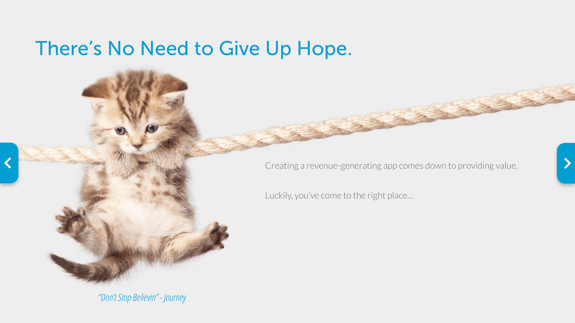 There's No Need to Give Up Hope.
Creating a revenue-generating app comes down to providing value.
Luckily, you've come to the right place...
"Don't Stop Believin" - Journey